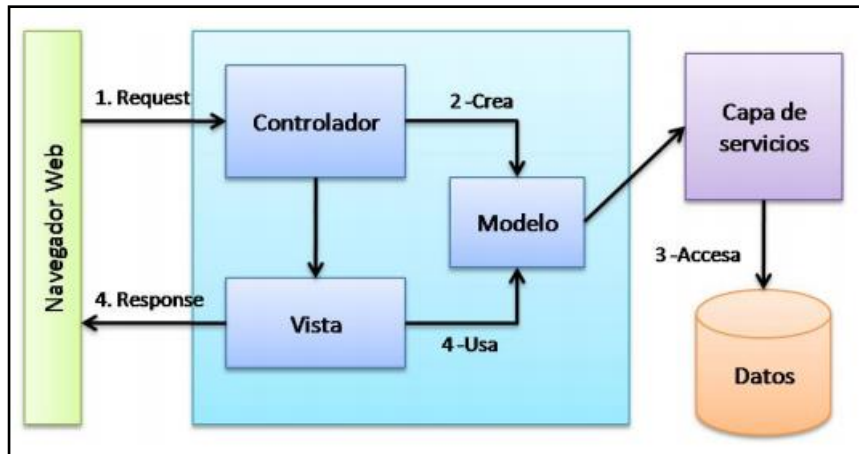 Navegador Web
1. Request
Controlador
2 -Crea
Modelo
Capa de
servicios
3 -Accesa
Datos
4. Response
Vista
4 -Usa